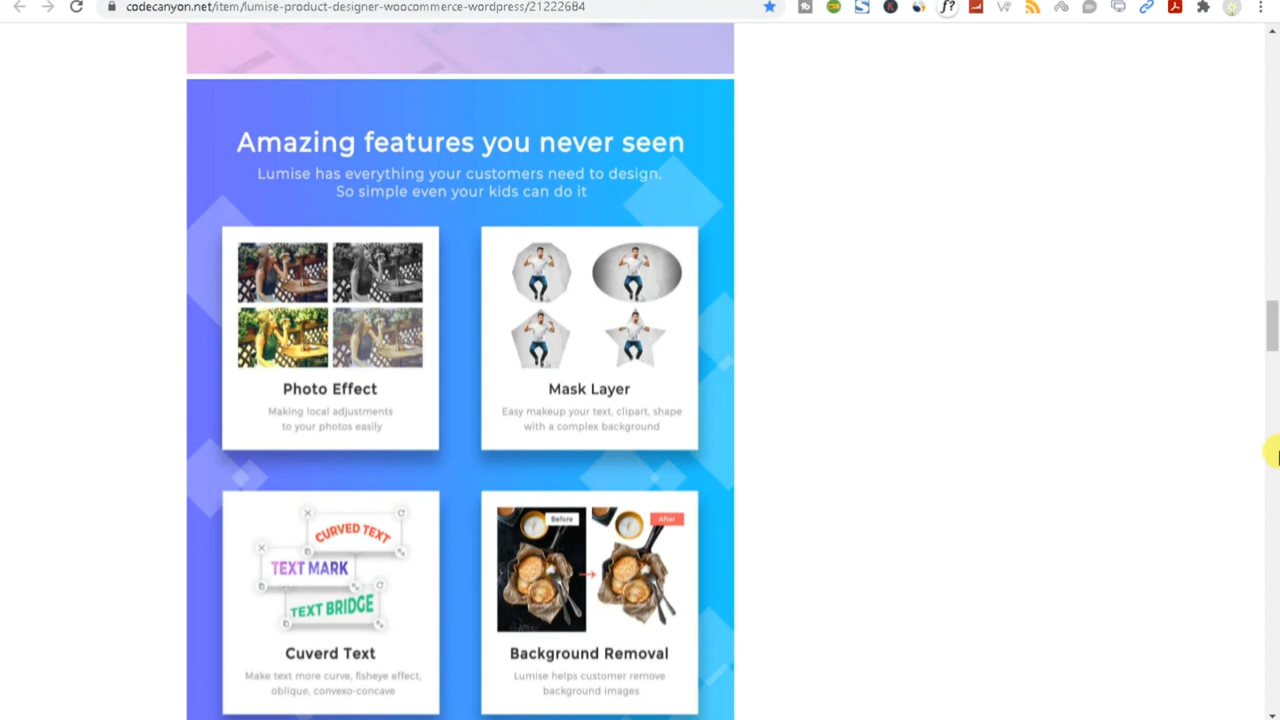 codecanyon.net/item/lumise-product-designer-woocommerce-wordpress/21222684
Amazing features you never seen
Lumise has everything your customers need to design.
So simple even your kids can do it
Photo Effect
Making local adjustments
to your photos easily
Mask Layer
Easy makeup your text, clipart, shape
with a complex background
CURVED TEXT
TEXT MARK
TEXT BRIDGE
Cuverd Text
Make text more curve, fisheye effect,
oblique, convexo-concave
Before
After
Background Removal
Lumise helps customer remove
background images